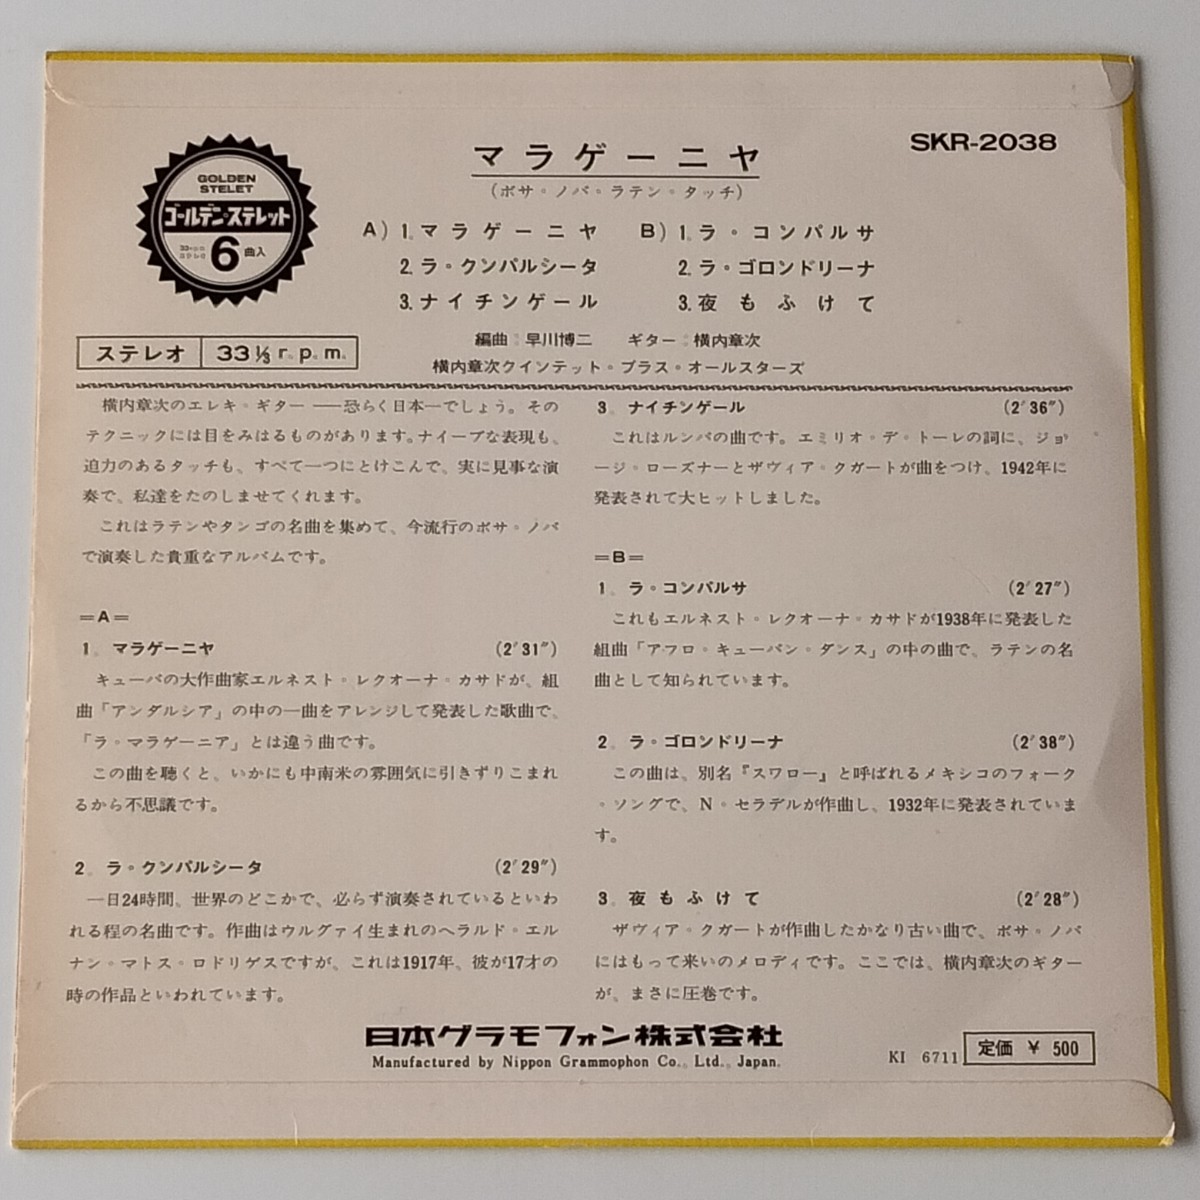 SKR-2038
マラゲーニヤ
(ボサ・ノバ・ラテン・タッチ)
GOLDEN
STELET
ゴールデン・ステレット
6曲入
A) 1.マラゲーニヤ
2.ラ・クンパルシータ
3.ナイチンゲール
B) 1.ラ・コンパルサ
2.ラ・ゴロンドリーナ
3.夜もふけて
編曲:早川博二 ギター:横内章次
横内章次クインテット・プラス・オールスターズ
ステレオ 33⅓ r.p.m.
横内章次のエレキ・ギター ――恐らく日本一でしょう。その
テクニックには目をみはるものがあります。ナイーブな表現も、
迫力のあるタッチも、すべて一つにとけこんで、実に見事な演
奏で、私達をたのしませてくれます。
これはラテンやタンゴの名曲を集めて、今流行のボサ・ノバ
で演奏した貴重なアルバムです。
=A=
1. マラゲーニヤ (2′31″)
キューバの大作曲家エルネスト・レクオーナ・カサドが、組
曲「アンダルシア」の中の一曲をアレンジして発表した歌曲で、
「ラ・マラゲーニア」とは違う曲です。
この曲を聴くと、いかにも中南米の雰囲気に引きずりこまれ
るから不思議です。
2. ラ・クンパルシータ (2′29″)
一日24時間、世界のどこかで、必らず演奏されているといわ
れる程の名曲です。作曲はウルグァイ生まれのヘラルド・エル
ナン・マトス・ロドリゲスですが、これは1917年、彼が17才の
時の作品といわれています。
3. ナイチンゲール (2′36″)
これはルンバの曲です。エミリオ・デ・トーレの詞に、ジョ
ージ・ローズナーとザヴィア・クガートが曲をつけ、1942年に
発表されて大ヒットしました。
=B=
1. ラ・コンパルサ (2′27″)
これもエルネスト・レクオーナ・カサドが1938年に発表した
組曲「アフロ・キューバン・ダンス」の中の曲で、ラテンの名
曲として知られています。
2. ラ・ゴロンドリーナ (2′38″)
この曲は、別名『スワロー』と呼ばれるメキシコのフォーク
・ソングで、N・セラデルが作曲し、1932年に発表されていま
す。
3. 夜もふけて (2′28″)
ザヴィア・クガートが作曲したかなり古い曲で、ボサ・ノバ
にはもって来いのメロディです。ここでは、横内章次のギター
が、まさに圧巻です。
日本グラモフォン株式会社
Manufactured by Nippon Grammophon Co., Ltd., Japan.
KI 6711
定価 ¥ 500